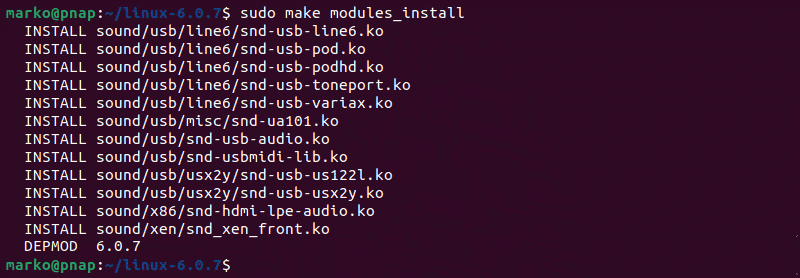 marko@pnap:~/linux-6.0.7$ sudo make modules_install
INSTALL sound/usb/line6/snd-usb-line6.ko
INSTALL sound/usb/line6/snd-usb-pod.ko
INSTALL sound/usb/line6/snd-usb-podhd.ko
INSTALL sound/usb/line6/snd-usb-toneport.ko
INSTALL sound/usb/line6/snd-usb-variax.ko
INSTALL sound/usb/misc/snd-ua101.ko
INSTALL sound/usb/snd-usb-audio.ko
INSTALL sound/usb/snd-usbmidi-lib.ko
INSTALL sound/usb/usx2y/snd-usb-us122l.ko
INSTALL sound/usb/usx2y/snd-usb-usx2y.ko
INSTALL sound/x86/snd-hdmi-lpe-audio.ko
INSTALL sound/xen/snd_xen_front.ko
DEPMOD  6.0.7
marko@pnap:~/linux-6.0.7$